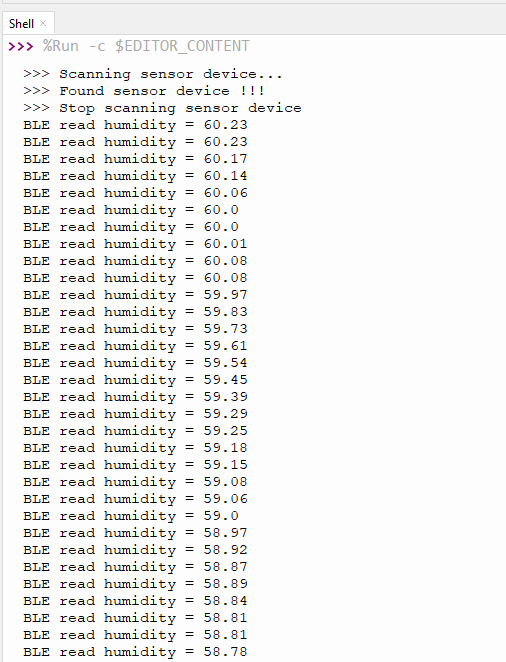 Shell ×
>>> %Run -c $EDITOR_CONTENT
>>> Scanning sensor device...
>>> Found sensor device !!!
>>> Stop scanning sensor device
BLE read humidity = 60.23
BLE read humidity = 60.23
BLE read humidity = 60.17
BLE read humidity = 60.14
BLE read humidity = 60.06
BLE read humidity = 60.0
BLE read humidity = 60.0
BLE read humidity = 60.01
BLE read humidity = 60.08
BLE read humidity = 60.08
BLE read humidity = 59.97
BLE read humidity = 59.83
BLE read humidity = 59.73
BLE read humidity = 59.61
BLE read humidity = 59.54
BLE read humidity = 59.45
BLE read humidity = 59.39
BLE read humidity = 59.29
BLE read humidity = 59.25
BLE read humidity = 59.18
BLE read humidity = 59.15
BLE read humidity = 59.08
BLE read humidity = 59.06
BLE read humidity = 59.0
BLE read humidity = 58.97
BLE read humidity = 58.92
BLE read humidity = 58.87
BLE read humidity = 58.89
BLE read humidity = 58.84
BLE read humidity = 58.81
BLE read humidity = 58.81
BLE read humidity = 58.78